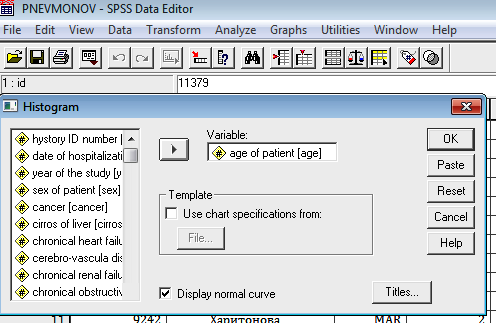 PNEVMONOV - SPSS Data Editor
File Edit View Data Transform Analyze Graphs Utilities Window Help
1 : id 11379
Histogram
hystory ID number [
date of hospitalizati
year of the study [y
sex of patient [sex]
cancer [cancer]
cirros of liver [cirros
chronical heart failu
cerebro-vascula dis
chronical renal failu
chronical obstructiv
Variable:
age of patient [age]
Template
Use chart specifications from:
File...
Display normal curve
Titles...
OK
Paste
Reset
Cancel
Help
11 9242 Харитонова MAR 2